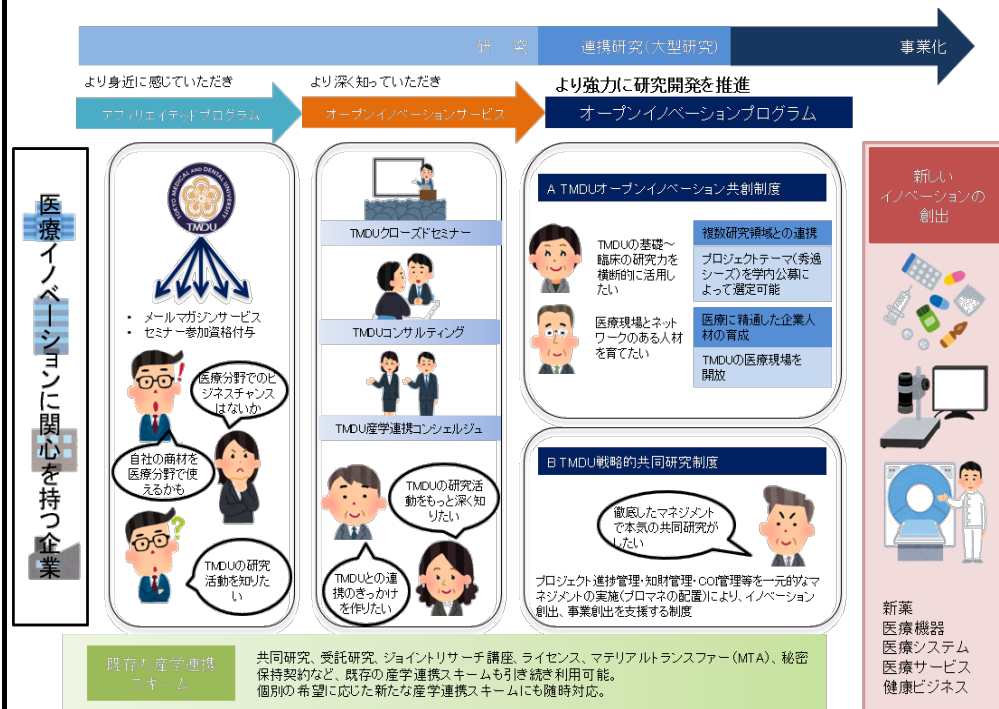 研 究
連携研究(大型研究)
事業化
より身近に感じていただき
より深く知っていただき
より強力に研究開発を推進
アフィリエイテッドプログラム
オープンイノベーションサービス
オープンイノベーションプログラム
医療イノベーションに関心を持つ企業
TOKYO MEDICAL AND DENTAL UNIVERSITY
TMDU
• メールマガジンサービス
• セミナー参加資格付与
医療分野でのビ
ジネスチャンス
はないか
自社の商材を
医療分野で使
えるかも
TMDUの研究
活動を知りた
い
TMDUクローズドセミナー
TMDUコンサルティング
TMDU産学連携コンシェルジュ
TMDUの研究活
動をもっと深く知
りたい
TMDUとの連
携のきっかけ
を作りたい
A TMDUオープンイノベーション共創制度
TMDUの基礎～
臨床の研究力を
横断的に活用し
たい
複数研究領域との連携
プロジェクトテーマ(秀逸
シーズ)を学内公募に
よって選定可能
医療現場とネット
ワークのある人材
を育てたい
医療に精通した企業人
材の育成
TMDUの医療現場を
開放
B TMDU戦略的共同研究制度
徹底したマネジメント
で本気の共同研究が
したい
プロジェクト進捗管理・知財管理・COI管理等を一元的なマ
ネジメントの実施(プロマネの配置)により、イノベーション
創出、事業創出を支援する制度
新しい
イノベーションの
創出
新薬
医療機器
医療システム
医療サービス
健康ビジネス
既存の産学連携
スキーム
共同研究、受託研究、ジョイントリサーチ講座、ライセンス、マテリアルトランスファー(MTA)、秘密
保持契約など、既存の産学連携スキームも引き続き利用可能。
個別の希望に応じた新たな産学連携スキームにも随時対応。